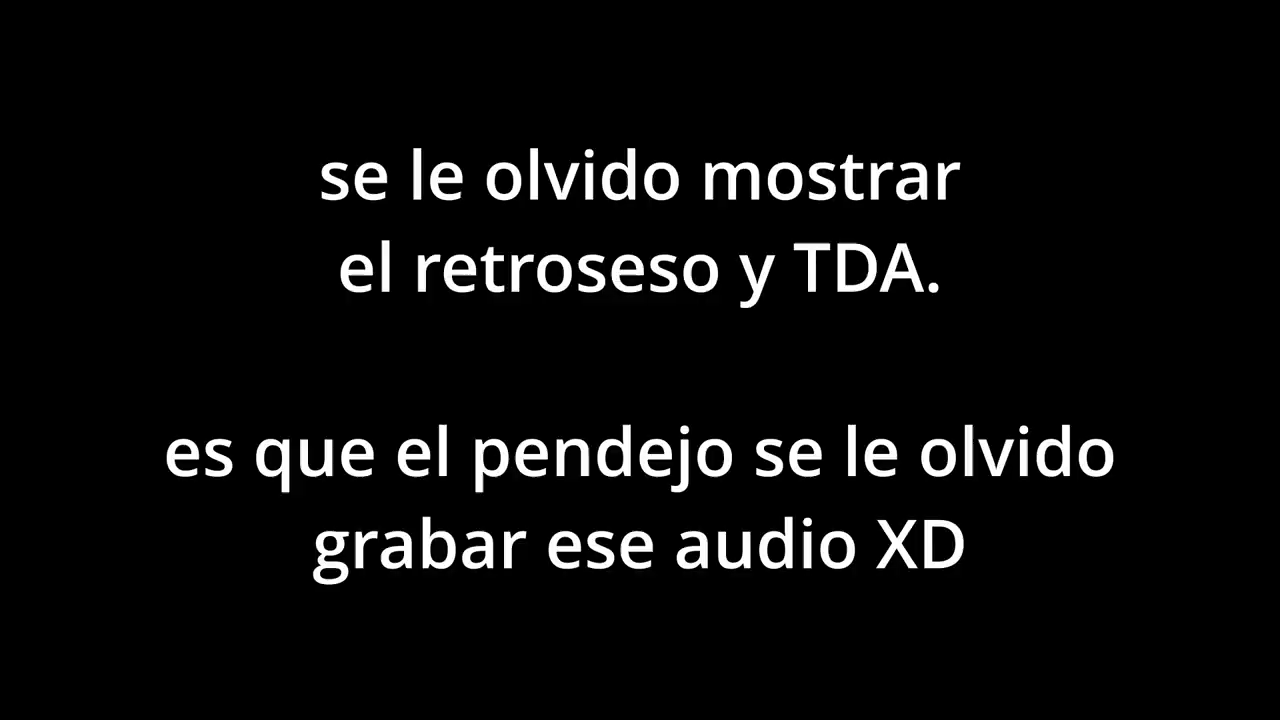 se le olvido mostrar
el retroseso y TDA.
es que el pendejo se le olvido
grabar ese audio XD